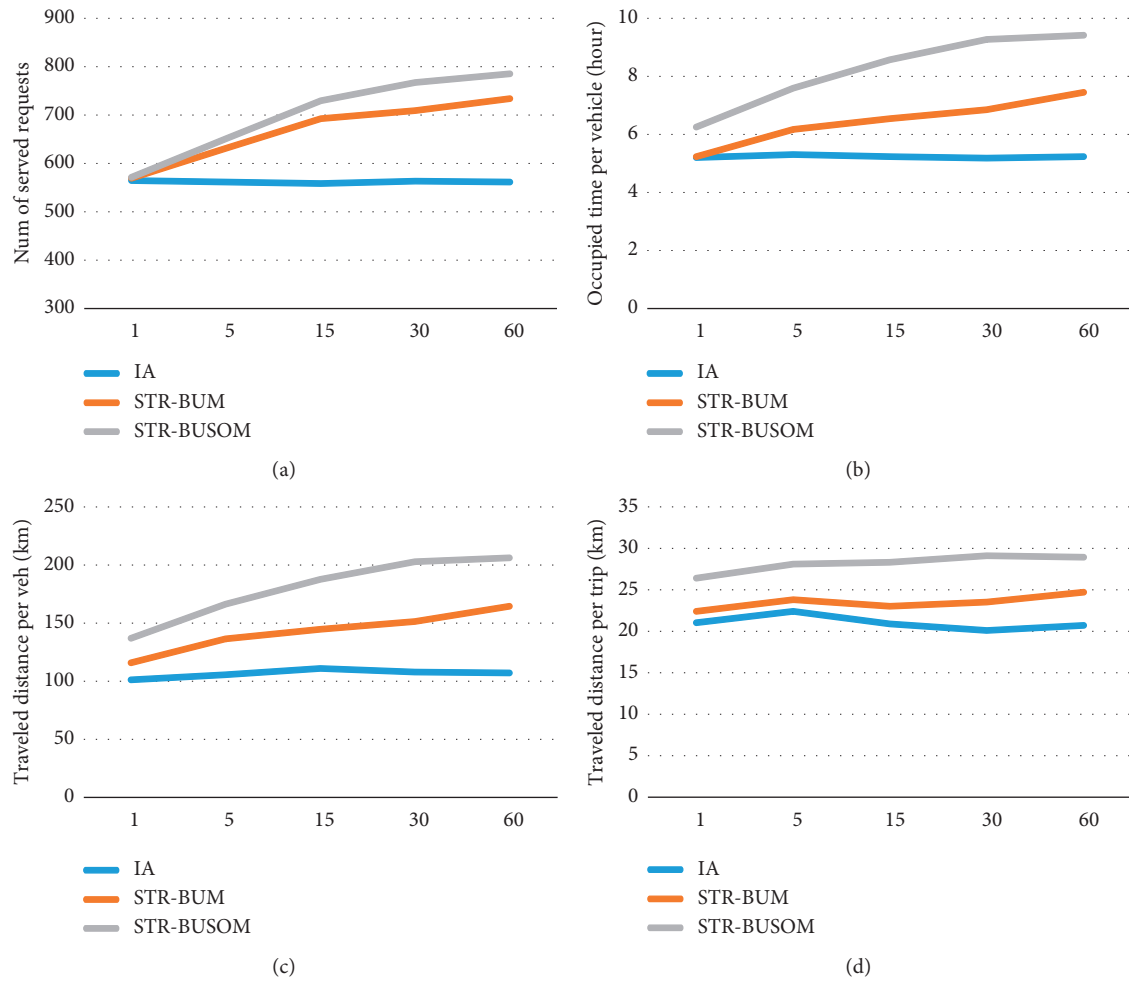 Num of served requests
900
800
700
600
500
400
300
1 5 15 30 60
IA
STR-BUM
STR-BUSOM
(a)
Occupied time per vehicle (hour)
10
8
6
4
2
0
1 5 15 30 60
IA
STR-BUM
STR-BUSOM
(b)
Traveled distance per veh (km)
250
200
150
100
50
0
1 5 15 30 60
IA
STR-BUM
STR-BUSOM
(c)
Traveled distance per trip (km)
35
30
25
20
15
10
5
0
1 5 15 30 60
IA
STR-BUM
STR-BUSOM
(d)